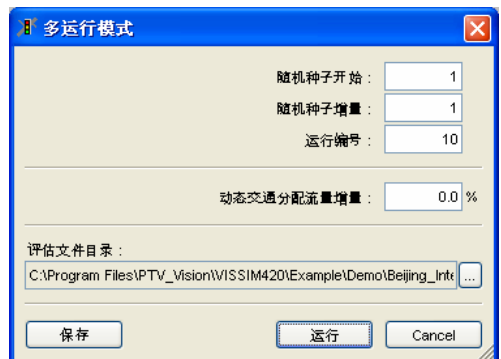 多运行模式
随机种子开始： 1
随机种子增量： 1
运行编号： 10
动态交通分配流量增量： 0.0 %
评估文件目录：
C:\Program Files\PTV_Vision\VISSIM420\Example\Demo\Beijing_Inte ...
保存 运行 Cancel